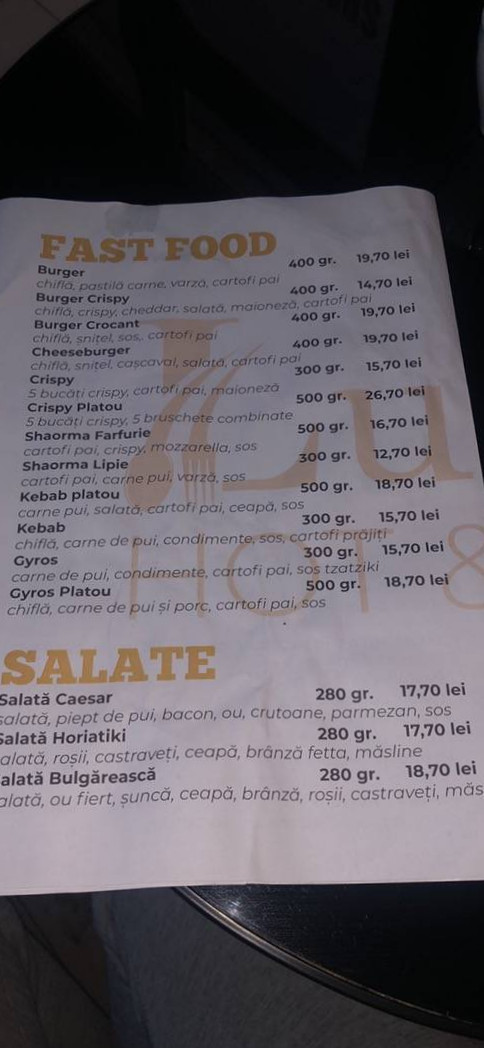 FAST FOOD
Burger 400 gr. 19,70 lei
chiflă, pastilă carne, varză, cartofi pai
Burger Crispy 400 gr. 14,70 lei
chiflă, crispy, cheddar, salată, maioneză, cartofi pai
Burger Crocant 400 gr. 19,70 lei
chiflă, șnițel, sos, cartofi pai
Cheeseburger 400 gr. 19,70 lei
chiflă, șnițel, cașcaval, salată, cartofi pai
Crispy 300 gr. 15,70 lei
5 bucăți crispy, cartofi pai, maioneză
Crispy Platou 500 gr. 26,70 lei
5 bucăți crispy, 5 bruschete combinate
Shaorma Farfurie 500 gr. 16,70 lei
cartofi pai, crispy, mozzarella, sos
Shaorma Lipie 300 gr. 12,70 lei
cartofi pai, carne pui, varză, sos
Kebab platou 500 gr. 18,70 lei
carne pui, salată, cartofi pai, ceapă, sos
Kebab 300 gr. 15,70 lei
chiflă, carne de pui, condimente, sos, cartofi prăjiți
Gyros 300 gr. 15,70 lei
carne de pui, condimente, cartofi pai, sos tzatziki
Gyros Platou 500 gr. 18,70 lei
chiflă, carne de pui și porc, cartofi pai, sos
Lu
HOT &
SALATE
Salată Caesar 280 gr. 17,70 lei
salată, piept de pui, bacon, ou, crutoane, parmezan, sos
Salată Horiatiki 280 gr. 17,70 lei
alată, roșii, castraveți, ceapă, brânză fetta, măsline
alată Bulgărească 280 gr. 18,70 lei
alată, ou fiert, șuncă, ceapă, brânză, roșii, castraveți, măs